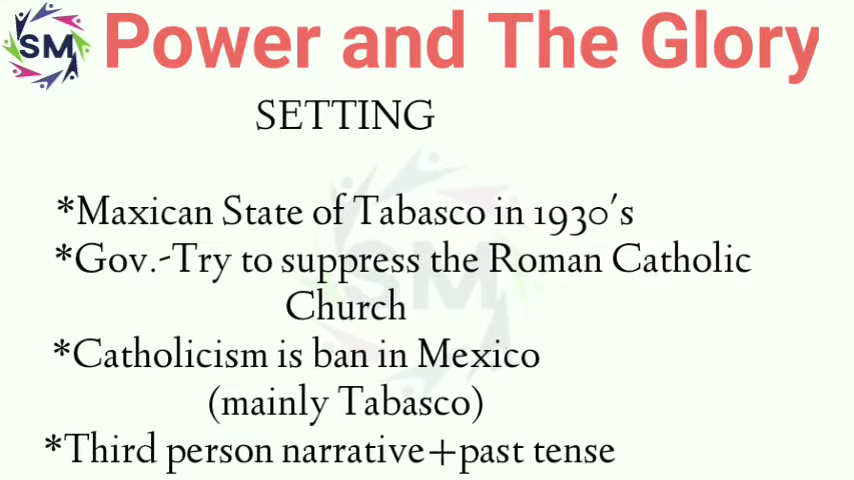 SM
Power and The Glory
SETTING
*Maxican State of Tabasco in 1930's
*Gov.-Try to suppress the Roman Catholic
Church
*Catholicism is ban in Mexico
(mainly Tabasco)
*Third person narrative+past tense